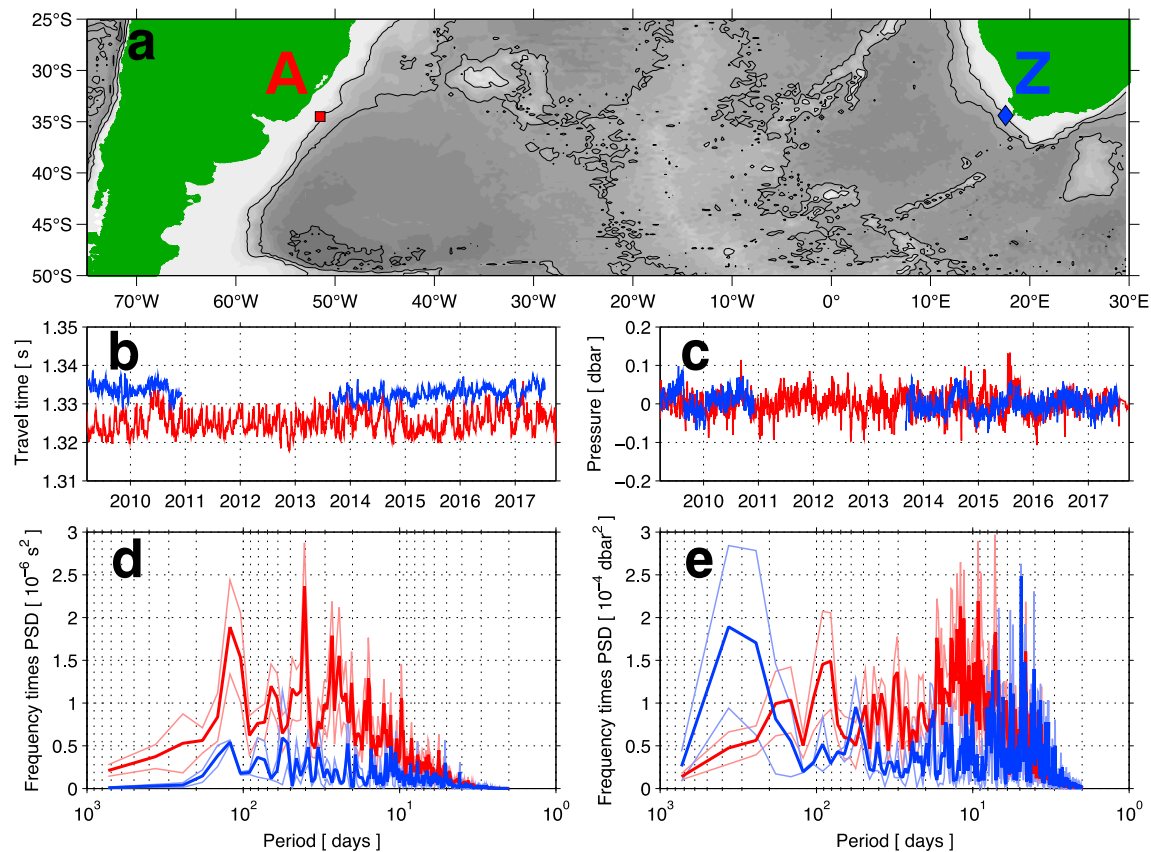 a
A
Z
25°S
30°S
35°S
40°S
45°S
50°S
70°W 60°W 50°W 40°W 30°W 20°W 10°W 0° 10°E 20°E 30°E
b
Travel time [ s ]
1.35
1.34
1.33
1.32
1.31
2010 2011 2012 2013 2014 2015 2016 2017
c
Pressure [ dbar ]
0.2
0.1
0
−0.1
−0.2
2010 2011 2012 2013 2014 2015 2016 2017
d
Frequency times PSD [ 10⁻⁶ s² ]
3
2.5
2
1.5
1
0.5
0
10³ 10² 10¹ 10⁰
Period [ days ]
e
Frequency times PSD [ 10⁻⁴ dbar² ]
3
2.5
2
1.5
1
0.5
0
10³ 10² 10¹ 10⁰
Period [ days ]